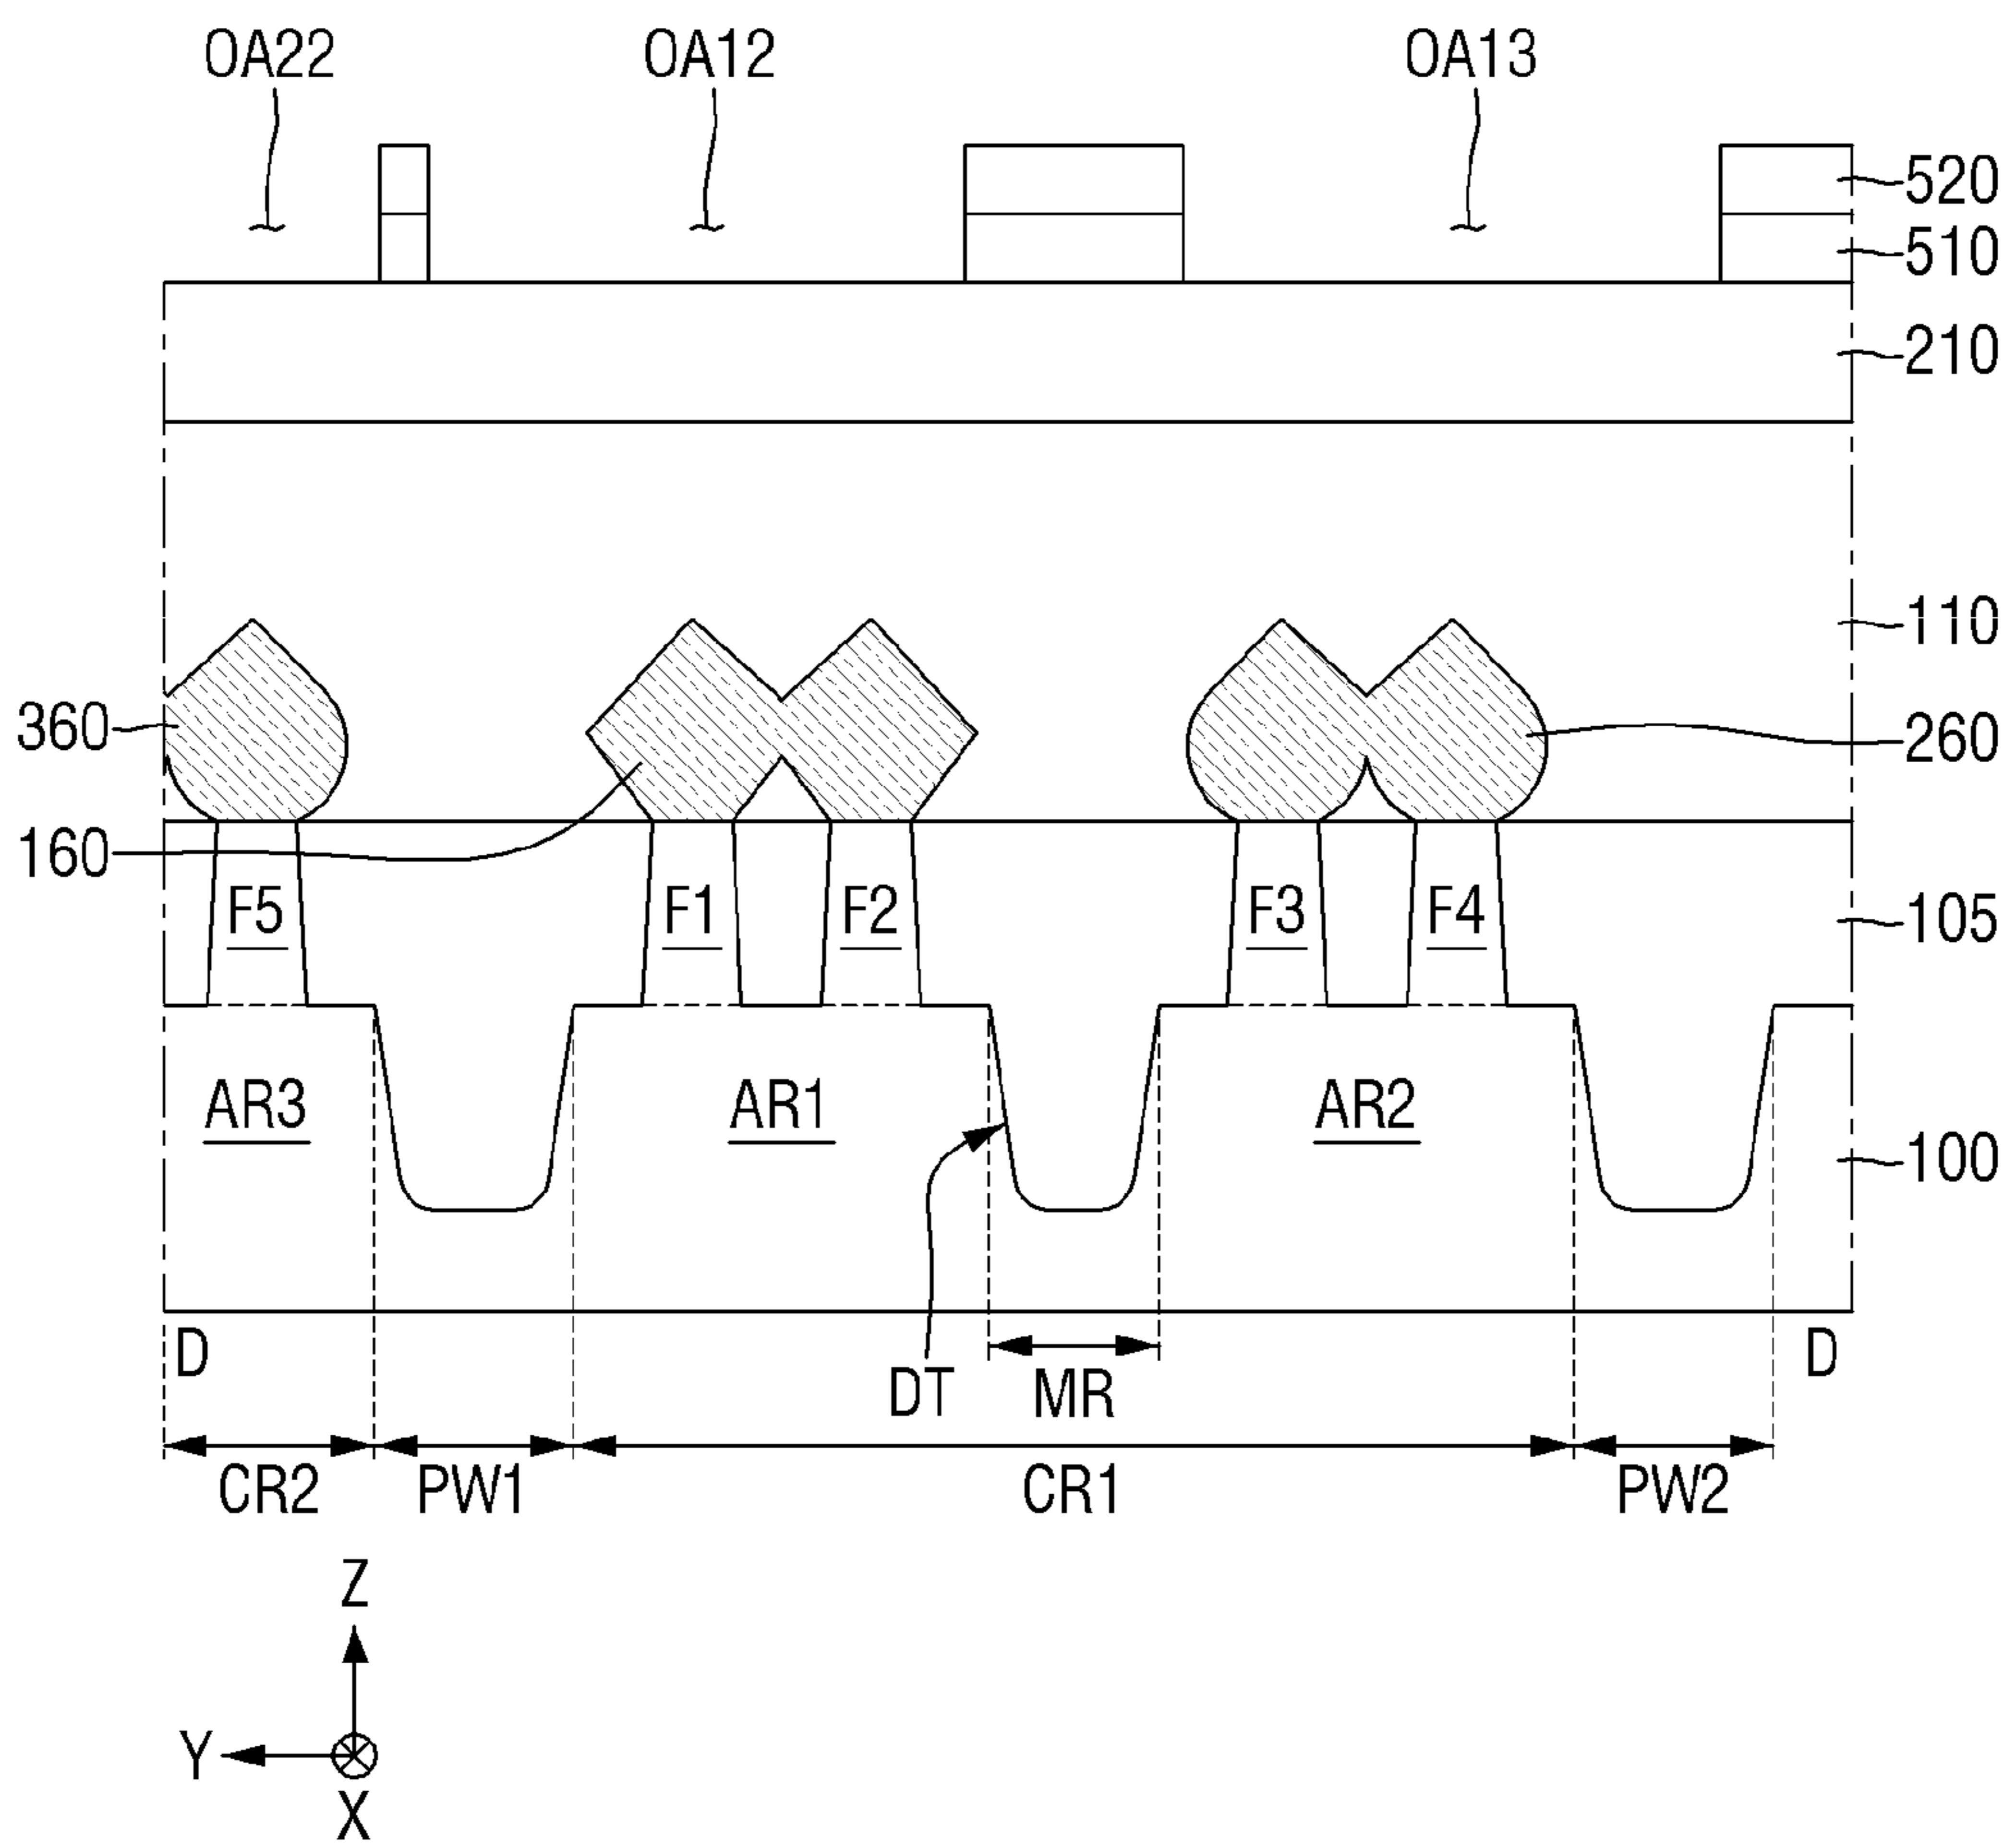 OA22 OA12 OA13
520
510
210
110
360 260
160
F5 F1 F2 F3 F4 105
AR3 AR1 AR2
100
D D
DT MR
CR2 PW1 CR1 PW2
Z
Y
X